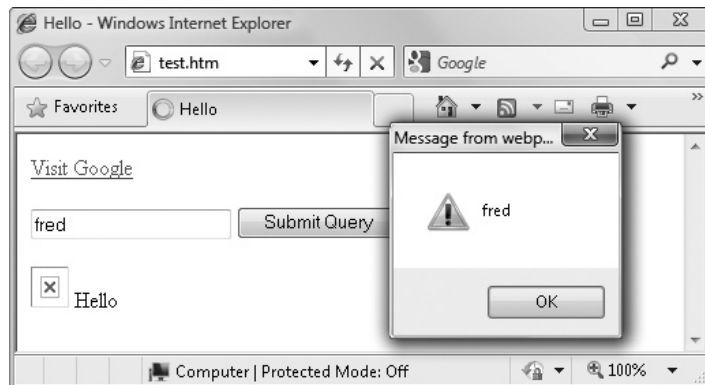 Hello - Windows Internet Explorer
test.htm
Google
Favorites
Hello
»
Message from webp...
Visit Google
fred
Submit Query
fred
Hello
OK
Computer | Protected Mode: Off
100%